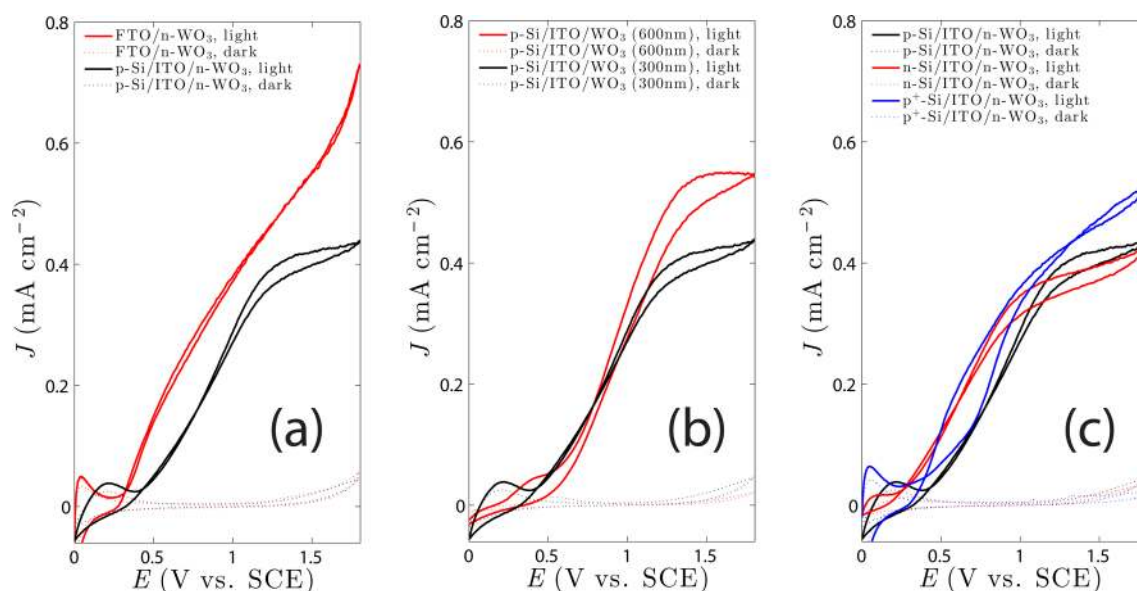 0.8
0.6
0.4
0.2
0
J (mA cm⁻²)
FTO/n-WO₃, light
FTO/n-WO₃, dark
p-Si/ITO/n-WO₃, light
p-Si/ITO/n-WO₃, dark
(a)
0
0.5
1
1.5
E (V vs. SCE)
0.8
0.6
0.4
0.2
0
J (mA cm⁻²)
p-Si/ITO/WO₃ (600nm), light
p-Si/ITO/WO₃ (600nm), dark
p-Si/ITO/WO₃ (300nm), light
p-Si/ITO/WO₃ (300nm), dark
(b)
0
0.5
1
1.5
E (V vs. SCE)
0.8
0.6
0.4
0.2
0
J (mA cm⁻²)
p-Si/ITO/n-WO₃, light
p-Si/ITO/n-WO₃, dark
n-Si/ITO/n-WO₃, light
n-Si/ITO/n-WO₃, dark
p⁺-Si/ITO/n-WO₃, light
p⁺-Si/ITO/n-WO₃, dark
(c)
0
0.5
1
1.5
E (V vs. SCE)